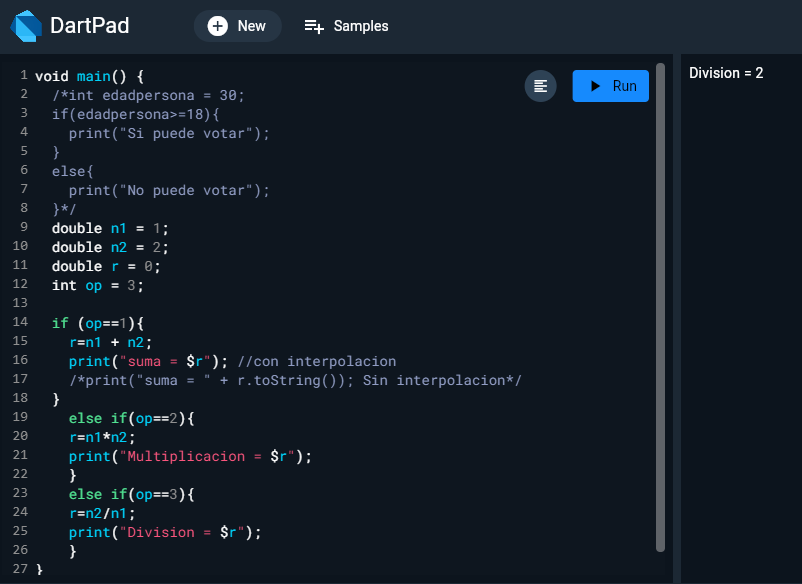 DartPad New Samples
1 void main() {
2 /*int edadpersona = 30;
3 if(edadpersona>=18){
4 print("Si puede votar");
5 }
6 else{
7 print("No puede votar");
8 }*/
9 double n1 = 1;
10 double n2 = 2;
11 double r = 0;
12 int op = 3;
13
14 if (op==1){
15 r=n1 + n2;
16 print("suma = $r"); //con interpolacion
17 /*print("suma = " + r.toString()); Sin interpolacion*/
18 }
19 else if(op==2){
20 r=n1*n2;
21 print("Multiplicacion = $r");
22 }
23 else if(op==3){
24 r=n2/n1;
25 print("Division = $r");
26 }
27 }
Run
Division = 2